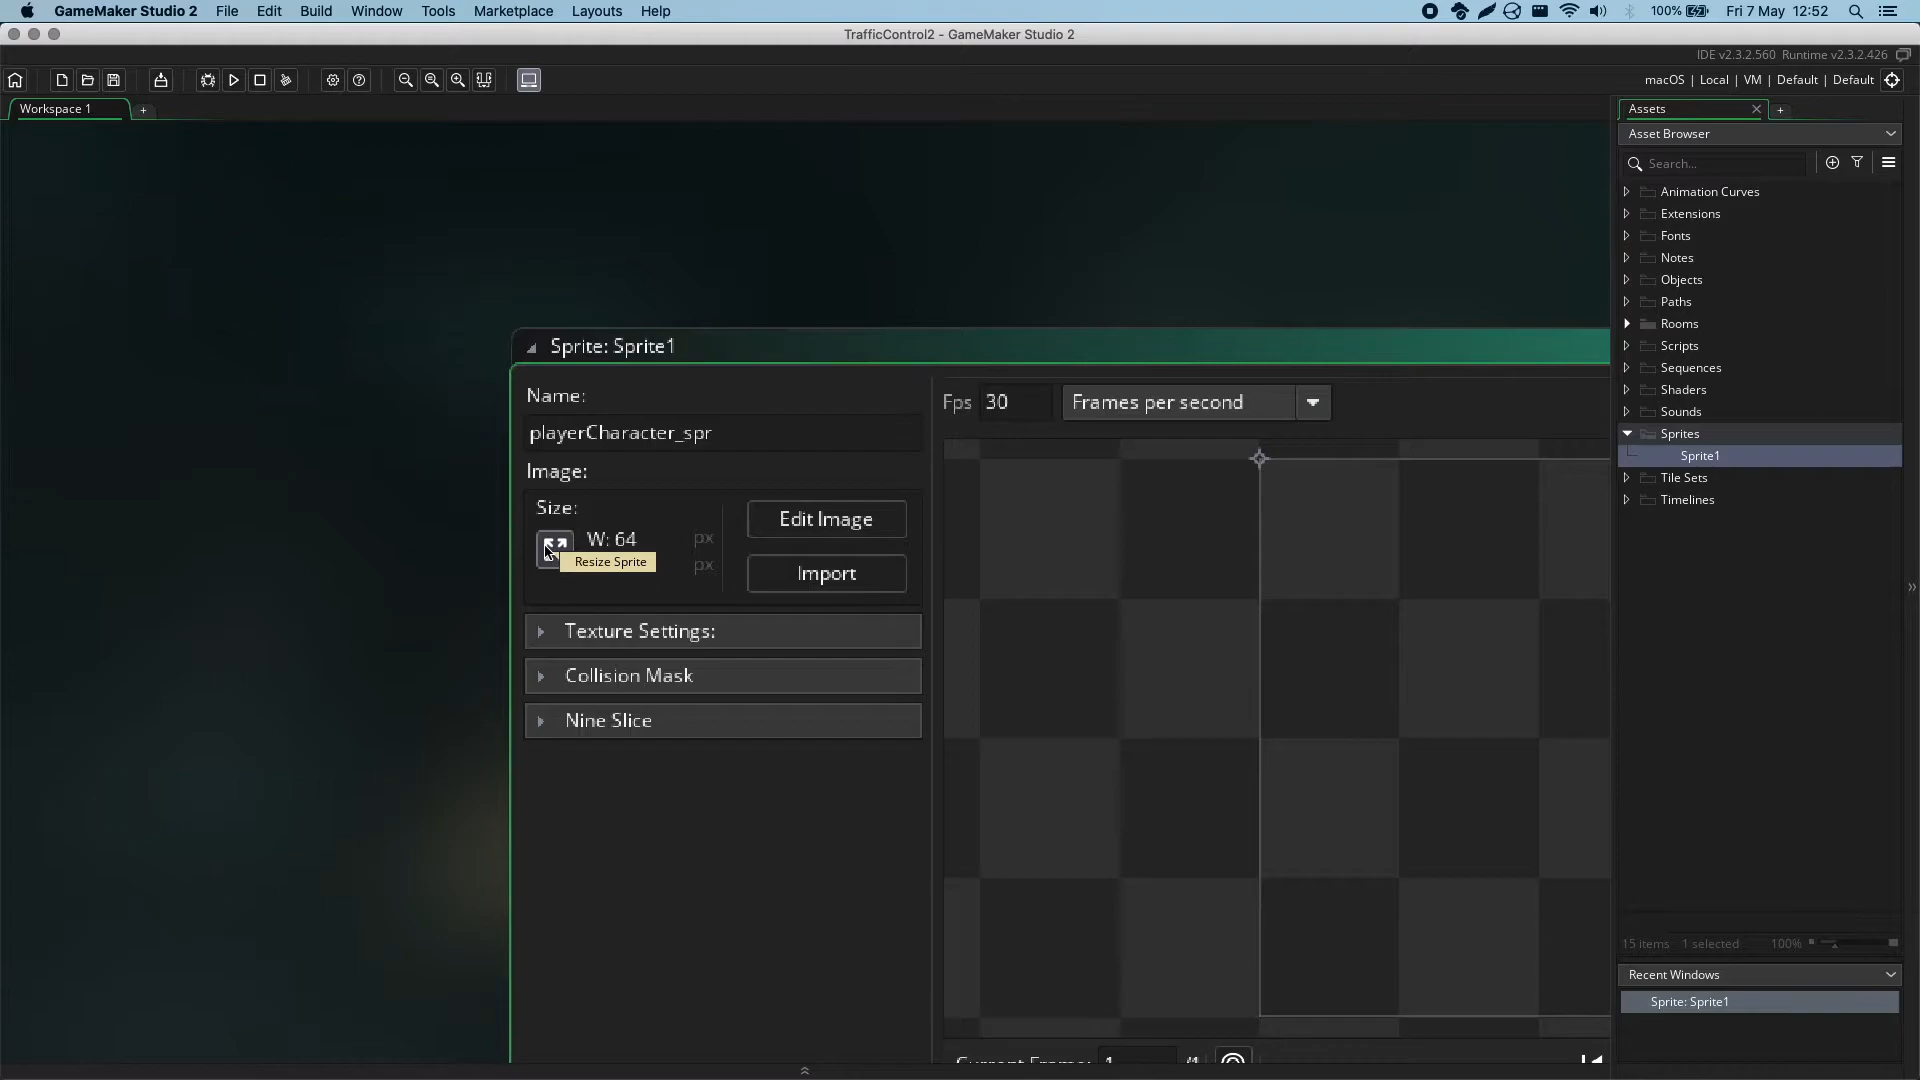 GameMaker Studio 2 File Edit Build Window Tools Marketplace Layouts Help 100% Fri 7 May 12:52
TrafficControl2 - GameMaker Studio 2
IDE v2.3.2.560 Runtime v2.3.2.426
macOS | Local | VM | Default | Default
Workspace 1
Assets
Asset Browser
Search...
Animation Curves
Extensions
Fonts
Notes
Objects
Paths
Rooms
Scripts
Sequences
Shaders
Sounds
Sprites
Sprite1
Tile Sets
Timelines
Sprite: Sprite1
Name:
playerCharacter_spr
Image:
Size:
W: 64 px
px
Resize Sprite
Edit Image
Import
Texture Settings:
Collision Mask
Nine Slice
Fps 30 Frames per second
Current Frame: 1 /1
15 items 1 selected 100%
Recent Windows
Sprite: Sprite1